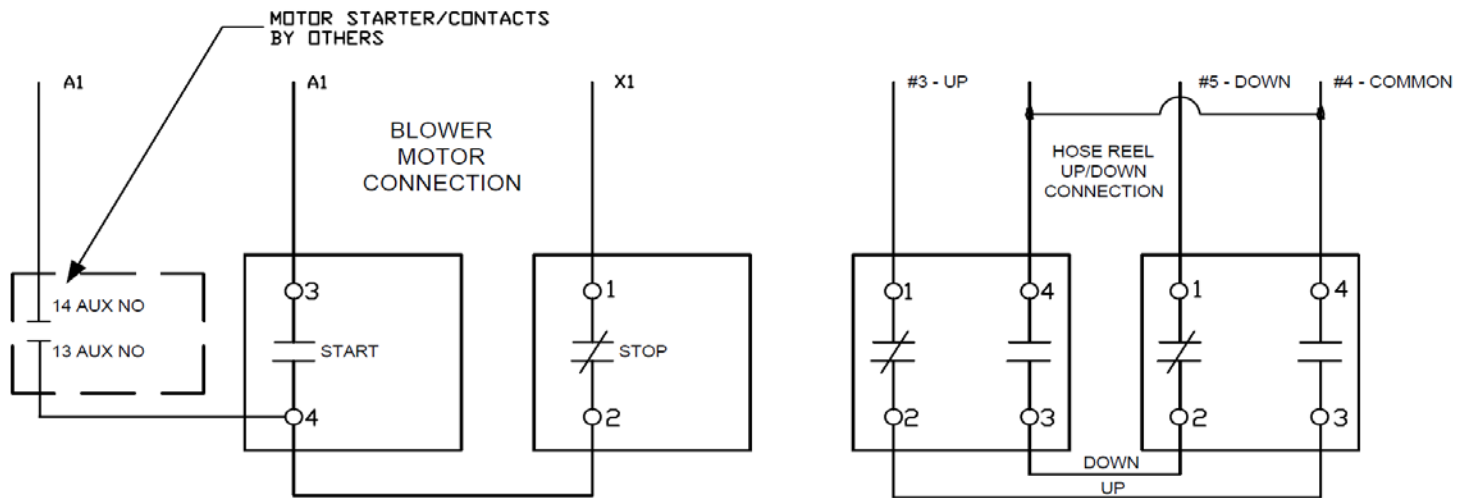 MOTOR STARTER/CONTACTS
BY OTHERS
A1
A1
X1
#3 - UP
#5 - DOWN
#4 - COMMON
BLOWER
MOTOR
CONNECTION
HOSE REEL
UP/DOWN
CONNECTION
14 AUX NO
13 AUX NO
3
START
4
1
STOP
2
1
4
2
3
1
4
2
3
DOWN
UP